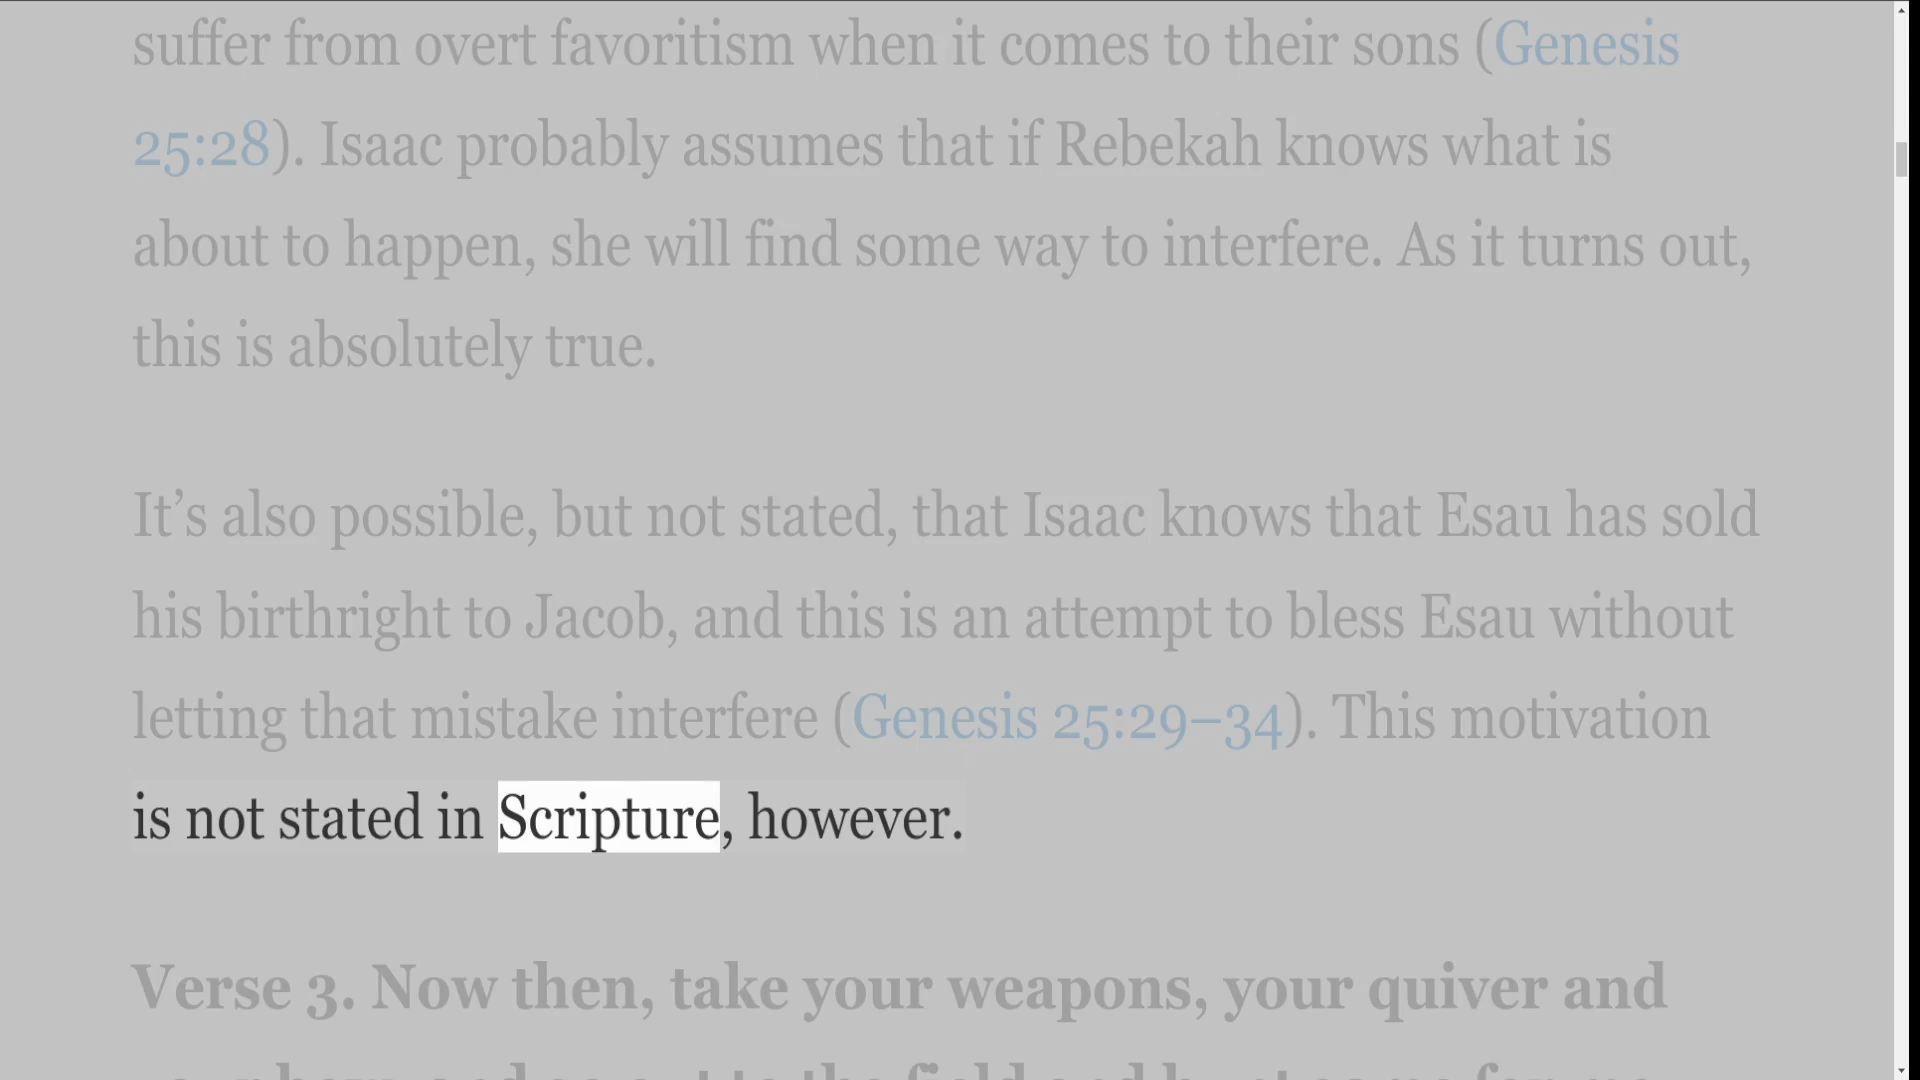 suffer from overt favoritism when it comes to their sons (Genesis
25:28). Isaac probably assumes that if Rebekah knows what is
about to happen, she will find some way to interfere. As it turns out,
this is absolutely true.
It’s also possible, but not stated, that Isaac knows that Esau has sold
his birthright to Jacob, and this is an attempt to bless Esau without
letting that mistake interfere (Genesis 25:29–34). This motivation
is not stated in Scripture, however.
Verse 3. Now then, take your weapons, your quiver and